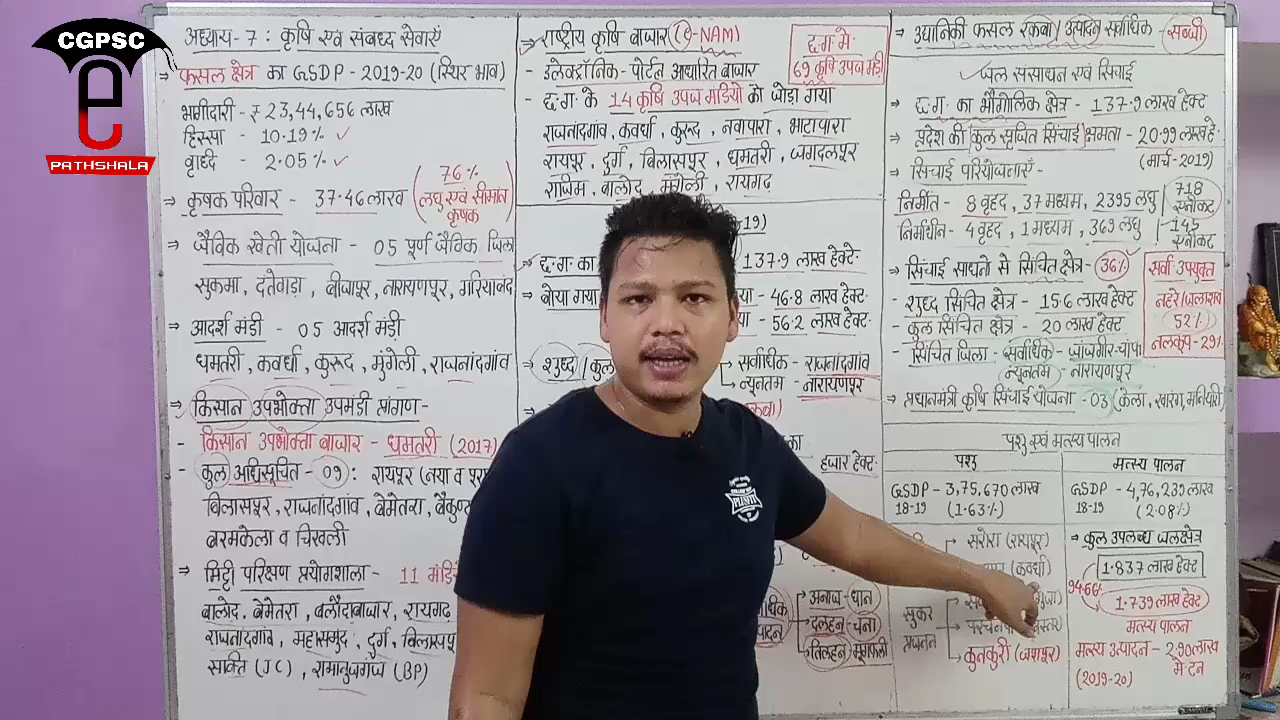 CGPSC
PATHSHALA
अध्याय-7 : कृषि एवं संबध्द सेवाएँ
⇒ फसल क्षेत्र का GSDP - 2019-20 (स्थिर भाव)
भागीदारी - ₹ 23,44,656 लाख
हिस्सा - 10.19% ✓
वृध्दि - 2.05% ✓
⇒ कृषक परिवार - 37.46 लाख
76%
लघु एवं सीमांत
कृषक
⇒ जैविक खेती योजना - 05 पूर्ण जैविक जिला
सुकमा, दंतेवाड़ा, बीजापुर, नारायणपुर, गरियाबंद
⇒ आदर्श मंडी - 05 आदर्श मंडी
धमतरी, कवर्धा, कुरूद, मुंगेली, राजनांदगांव
⇒ किसान उपभोक्ता उपमंडी प्रांगण-
- किसान उपभोक्ता बाजार - धमतरी (2017)
- कुल अधिसूचित - 09 : रायपुर (नया व
बिलासपुर, राजनांदगांव, बेमेतरा,
बरमकेला व चिखली
⇒ मिट्टी परिक्षण प्रयोगशाला - 11
बालोद, बेमेतरा, बलौदाबाजार, रायगढ़
राजनांदगांव, महासमुंद, दुर्ग,
सक्ति (JC), रामानुजगंज (BP)
⇒ राष्ट्रीय कृषि बाजार (e-NAM)
छ.ग में
69 कृषि उपज मंडी
- इलेक्ट्रॉनिक-पोर्टल आधारित बाजार
- छ.ग. के 14 कृषि उपज मंडियो को जोड़ा गया
राजनांदगांव, कवर्धा, कुरूद, नवापारा, भाटापारा
रायपुर, दुर्ग, बिलासपुर, धमतरी, जगदलपुर
राजिम, बालोद, मुंगेली, रायगढ़
-19)
⇒ छ.ग. का 137.9 लाख हेक्टे.
बोया गया - 46.8 लाख हेक्ट.
- 56.2 लाख हेक्ट.
⇒ शुध्द/कुल सर्वाधिक - राजनांदगांव
न्यूनतम - नारायणपुर
हजार हेक्ट.
अनाज - धान
दलहन - चना
तिलहन - मूंगफली
⇒ उद्यानिकी फसल रकबा/उत्पादन सर्वाधिक - सब्जी
✓ जल संसाधन एवं सिंचाई
⇒ छ.ग. का भौगोलिक क्षेत्र - 137.9 लाख हेक्ट
⇒ प्रदेश की कुल सृचित सिंचाई क्षमता - 20.99 लाख हे.
(मार्च-2019)
⇒ सिंचाई परियोजनाएँ -
निर्मित - 8 वृहद, 37 मध्यम, 2395 लघु
718
एनीकट
निर्माधीन - 4 वृहद, 1 मध्यम, 369 लघु
एनीकट
⇒ सिंचाई साधनो से सिंचित क्षेत्र - 36%
सर्वा. उपयुक्त
नहरे/जलाशय
52%
नलकूप - 29%
- शुध्द सिंचित क्षेत्र - 15.6 लाख हेक्ट
- कुल सिंचित क्षेत्र - 20 लाख हेक्ट
- सिंचित जिला - सर्वाधिक - जांजगीर-चांपा
न्यूनतम - नारायणपुर
⇒ प्रधानमंत्री कृषि सिंचाई योजना - 03 (केलो, खारंग, मनियारी)
पशु एवं मत्स्य पालन
पशु
GSDP - 3,75,670 लाख
18-19 (1.63%)
सरोरा (रायपुर)
(कवर्धा)
सुकर
प्रजनन
कुनकुरी (जशपुर)
मत्स्य पालन
GSDP - 4,76,239 लाख
18-19 (2.08%)
⇒ कुल उपलब्ध जलक्षेत्र
1.837 लाख हेक्ट
1.739 लाख हेक्ट
मत्स्य पालन
मत्स्य उत्पादन - 2.90 लाख
मे टन
(2019-20)